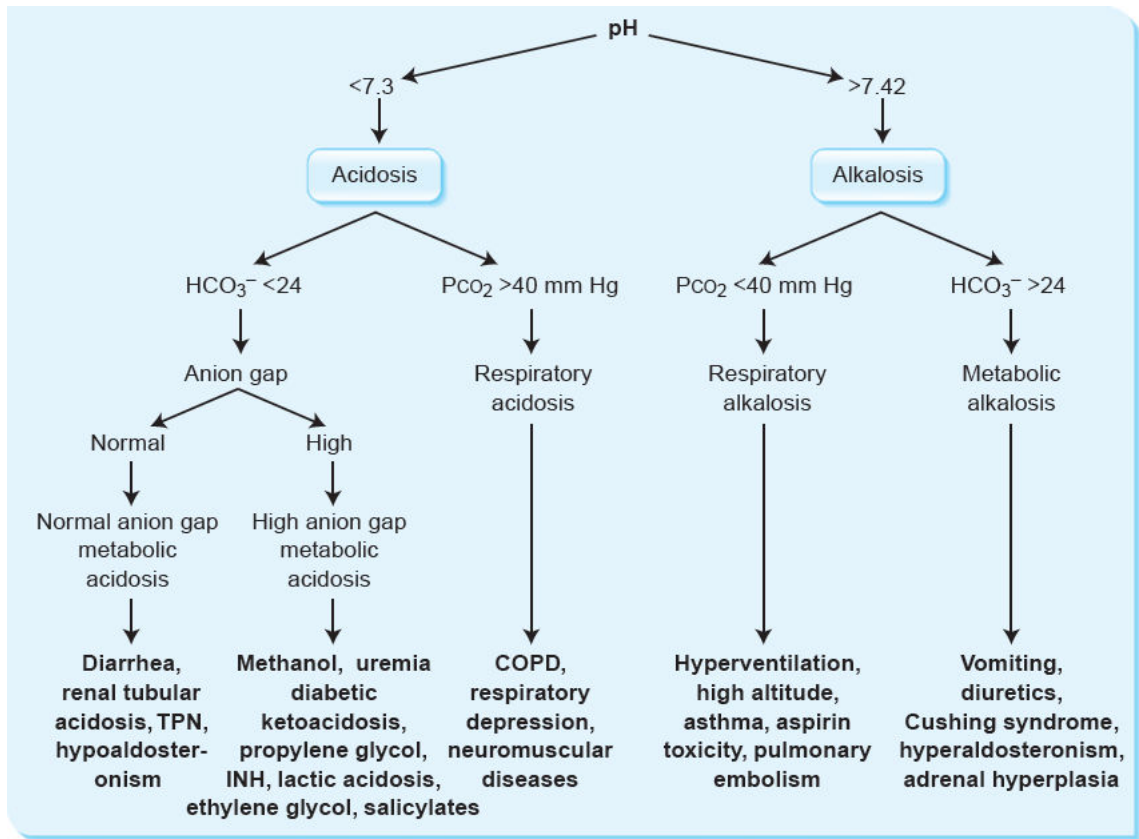 pH
<7.3
>7.42
Acidosis
Alkalosis
HCO₃⁻ <24
PCO₂ >40 mm Hg
PCO₂ <40 mm Hg
HCO₃⁻ >24
Anion gap
Respiratory
acidosis
Respiratory
alkalosis
Metabolic
alkalosis
Normal
High
Normal anion gap
metabolic
acidosis
High anion gap
metabolic
acidosis
Diarrhea,
renal tubular
acidosis, TPN,
hypoaldoster-
onism
Methanol, uremia
diabetic
ketoacidosis,
propylene glycol,
INH, lactic acidosis,
ethylene glycol, salicylates
COPD,
respiratory
depression,
neuromuscular
diseases
Hyperventilation,
high altitude,
asthma, aspirin
toxicity, pulmonary
embolism
Vomiting,
diuretics,
Cushing syndrome,
hyperaldosteronism,
adrenal hyperplasia